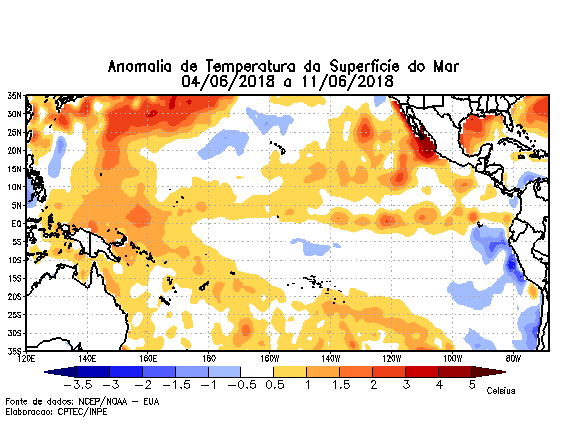 Anomalia de Temperatura da Superfície do Mar
04/06/2018 a 11/06/2018
35N
30N
25N
20N
15N
10N
5N
EQ
5S
10S
15S
20S
25S
30S
35S
120E 140E 160E 180 160W 140W 120W 100W 80W
-3.5 -3 -2 -1.5 -1 -0.5 0.5 1 1.5 2 3 4 5
Celsius
Fonte de dados: NCEP/NOAA - EUA
Elaboracao: CPTEC/INPE